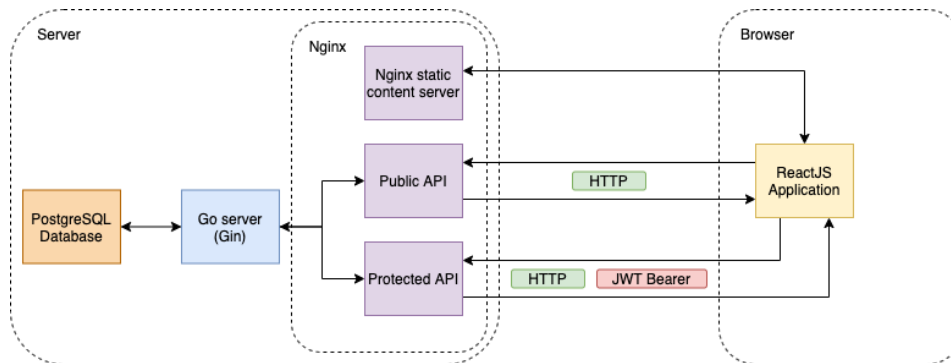 Server
Nginx
Browser
Nginx static
content server
Public API
HTTP
ReactJS
Application
PostgreSQL
Database
Go server
(Gin)
Protected API
HTTP
JWT Bearer